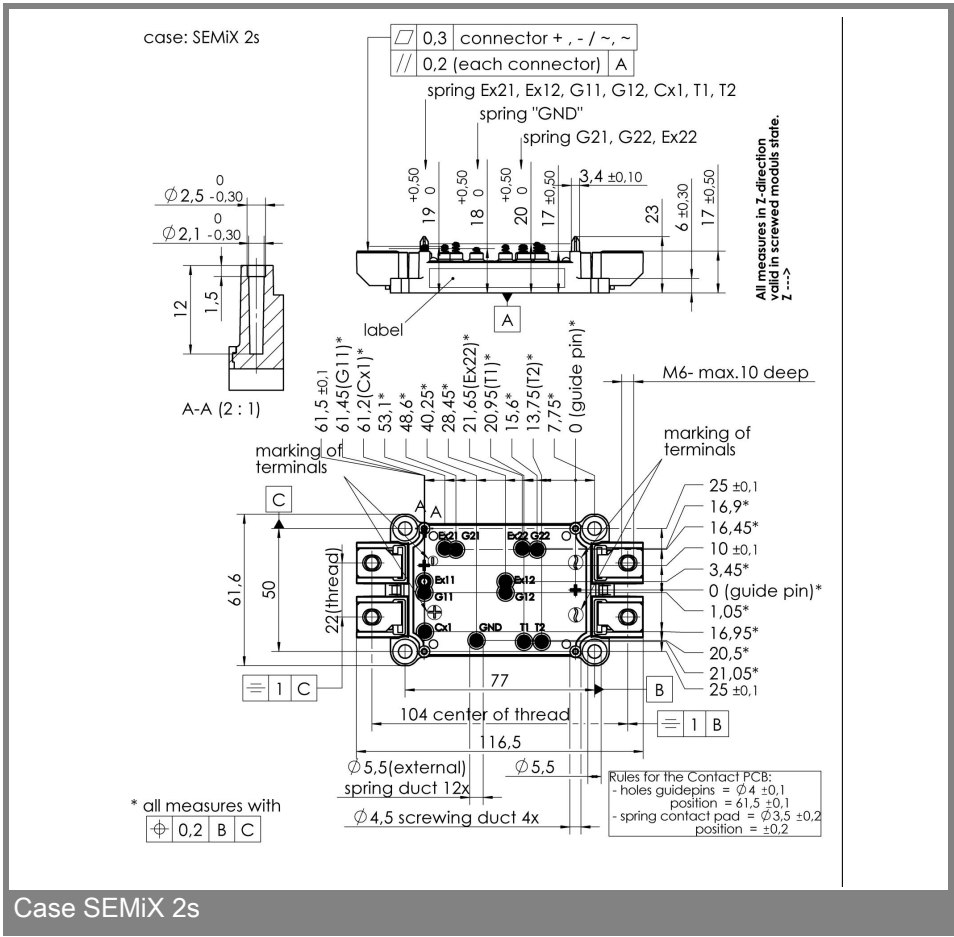 case: SEMiX 2s
⏥ 0,3 connector + , - / ~, ~
// 0,2 (each connector) A
spring Ex21, Ex12, G11, G12, Cx1, T1, T2
spring "GND"
spring G21, G22, Ex22
19 +0,50 0
18 +0,50 0
20 +0,50 0
17 ±0,50
3,4 ±0,10
23
6 ±0,30
17 ±0,50
All measures in Z-direction
valid in screwed moduls state.
Z --->
∅ 2,5 0 -0,30
∅ 2,1 0 -0,30
12
1,5
A-A (2 : 1)
label
A
61,5 ±0,1
61,45(G11)*
61,2(Cx1)*
53,1*
48,6*
40,25*
28,45*
21,65(Ex22)*
20,95(T1)*
15,6*
13,75(T2)*
7,75*
0 (guide pin)*
M6- max.10 deep
marking of
terminals
marking of
terminals
C
A
A
Ex21 G21
Ex22 G22
Ex11
G11
Ex12
G12
Cx1
GND
T1 T2
25 ±0,1
16,9*
16,45*
10 ±0,1
3,45*
0 (guide pin)*
1,05*
16,95*
20,5*
21,05*
25 ±0,1
61,6
50
22(thread)
⌯ 1 C
77
B
104 center of thread
⌯ 1 B
116,5
∅ 5,5(external)
spring duct 12x
∅ 5,5
∅ 4,5 screwing duct 4x
* all measures with
⌖ 0,2 B C
Rules for the Contact PCB:
- holes guidepins = ∅4 ±0,1
position = 61,5 ±0,1
- spring contact pad = ∅3,5 ±0,2
position = ±0,2
Case SEMiX 2s